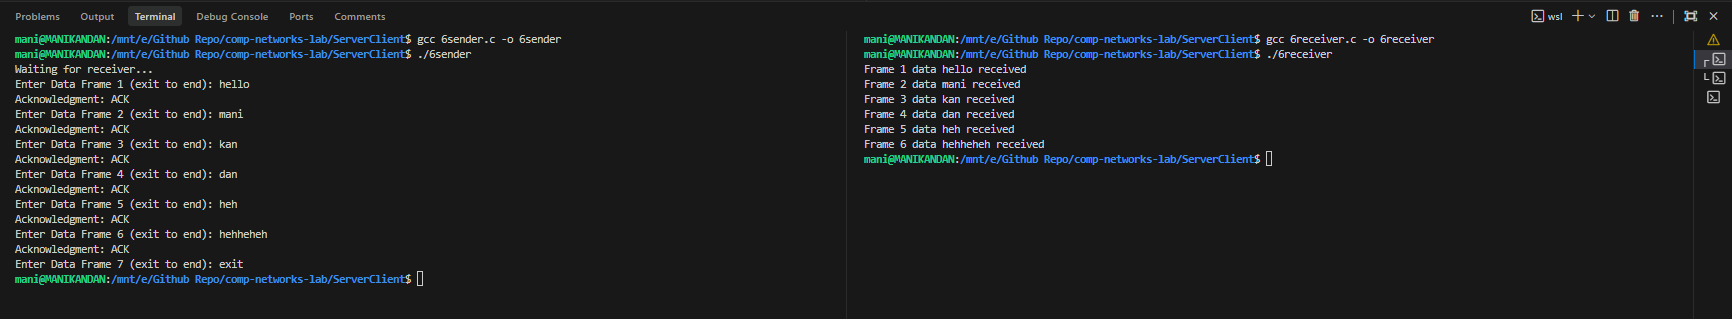 Problems Output Terminal Debug Console Ports Comments
wsl
mani@MANIKANDAN:/mnt/e/Github Repo/comp-networks-lab/ServerClient$ gcc 6sender.c -o 6sender
mani@MANIKANDAN:/mnt/e/Github Repo/comp-networks-lab/ServerClient$ ./6sender
Waiting for receiver...
Enter Data Frame 1 (exit to end): hello
Acknowledgment: ACK
Enter Data Frame 2 (exit to end): mani
Acknowledgment: ACK
Enter Data Frame 3 (exit to end): kan
Acknowledgment: ACK
Enter Data Frame 4 (exit to end): dan
Acknowledgment: ACK
Enter Data Frame 5 (exit to end): heh
Acknowledgment: ACK
Enter Data Frame 6 (exit to end): hehheheh
Acknowledgment: ACK
Enter Data Frame 7 (exit to end): exit
mani@MANIKANDAN:/mnt/e/Github Repo/comp-networks-lab/ServerClient$
mani@MANIKANDAN:/mnt/e/Github Repo/comp-networks-lab/ServerClient$ gcc 6receiver.c -o 6receiver
mani@MANIKANDAN:/mnt/e/Github Repo/comp-networks-lab/ServerClient$ ./6receiver
Frame 1 data hello received
Frame 2 data mani received
Frame 3 data kan received
Frame 4 data dan received
Frame 5 data heh received
Frame 6 data hehheheh received
mani@MANIKANDAN:/mnt/e/Github Repo/comp-networks-lab/ServerClient$